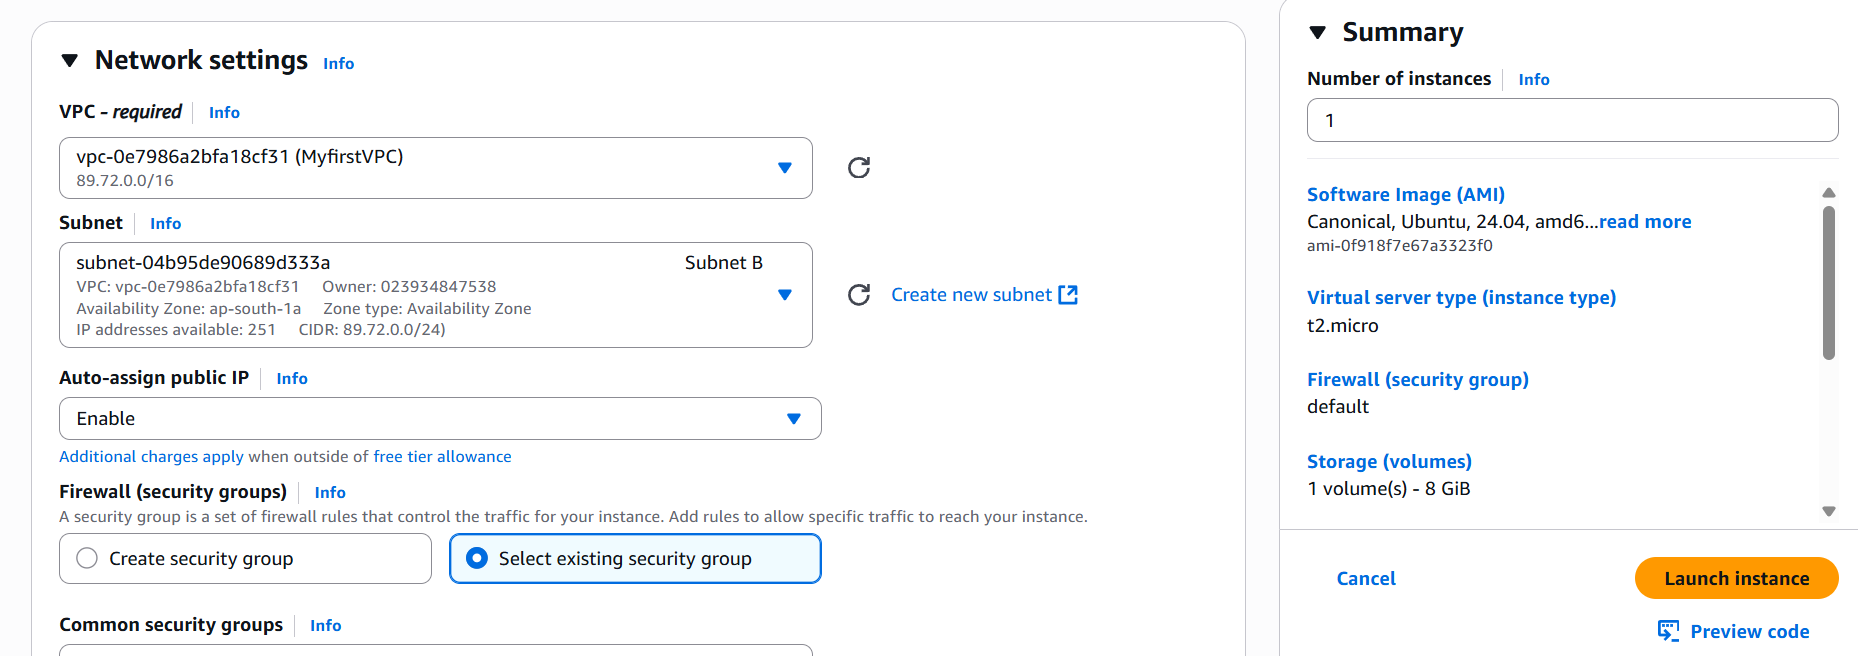 Network settings Info
VPC – required Info
vpc-0e7986a2bfa18cf31 (MyfirstVPC)
89.72.0.0/16
Subnet Info
subnet-04b95de90689d333a Subnet B
VPC: vpc-0e7986a2bfa18cf31 Owner: 023934847538
Availability Zone: ap-south-1a Zone type: Availability Zone
IP addresses available: 251 CIDR: 89.72.0.0/24)
Create new subnet
Auto-assign public IP Info
Enable
Additional charges apply when outside of free tier allowance
Firewall (security groups) Info
A security group is a set of firewall rules that control the traffic for your instance. Add rules to allow specific traffic to reach your instance.
Create security group
Select existing security group
Common security groups Info
Summary
Number of instances Info
1
Software Image (AMI)
Canonical, Ubuntu, 24.04, amd6...read more
ami-0f918f7e67a3323f0
Virtual server type (instance type)
t2.micro
Firewall (security group)
default
Storage (volumes)
1 volume(s) - 8 GiB
Cancel
Launch instance
Preview code